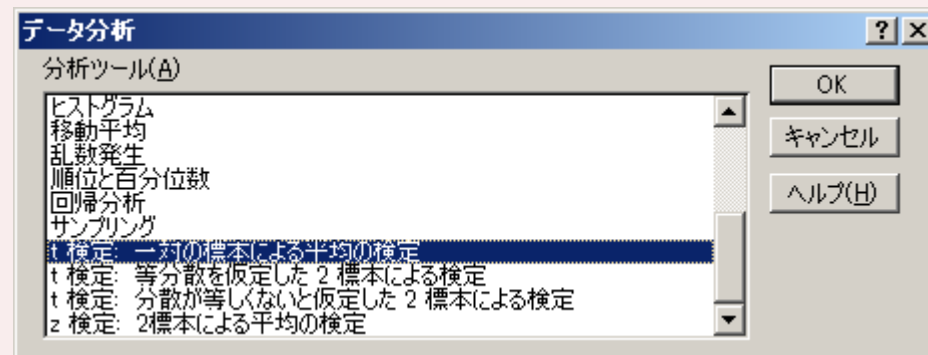 データ分析
分析ツール(A)
ヒストグラム
移動平均
乱数発生
順位と百分位数
回帰分析
サンプリング
t 検定: 一対の標本による平均の検定
t 検定: 等分散を仮定した 2 標本による検定
t 検定: 分散が等しくないと仮定した 2 標本による検定
z 検定: 2標本による平均の検定
OK
キャンセル
ヘルプ(H)